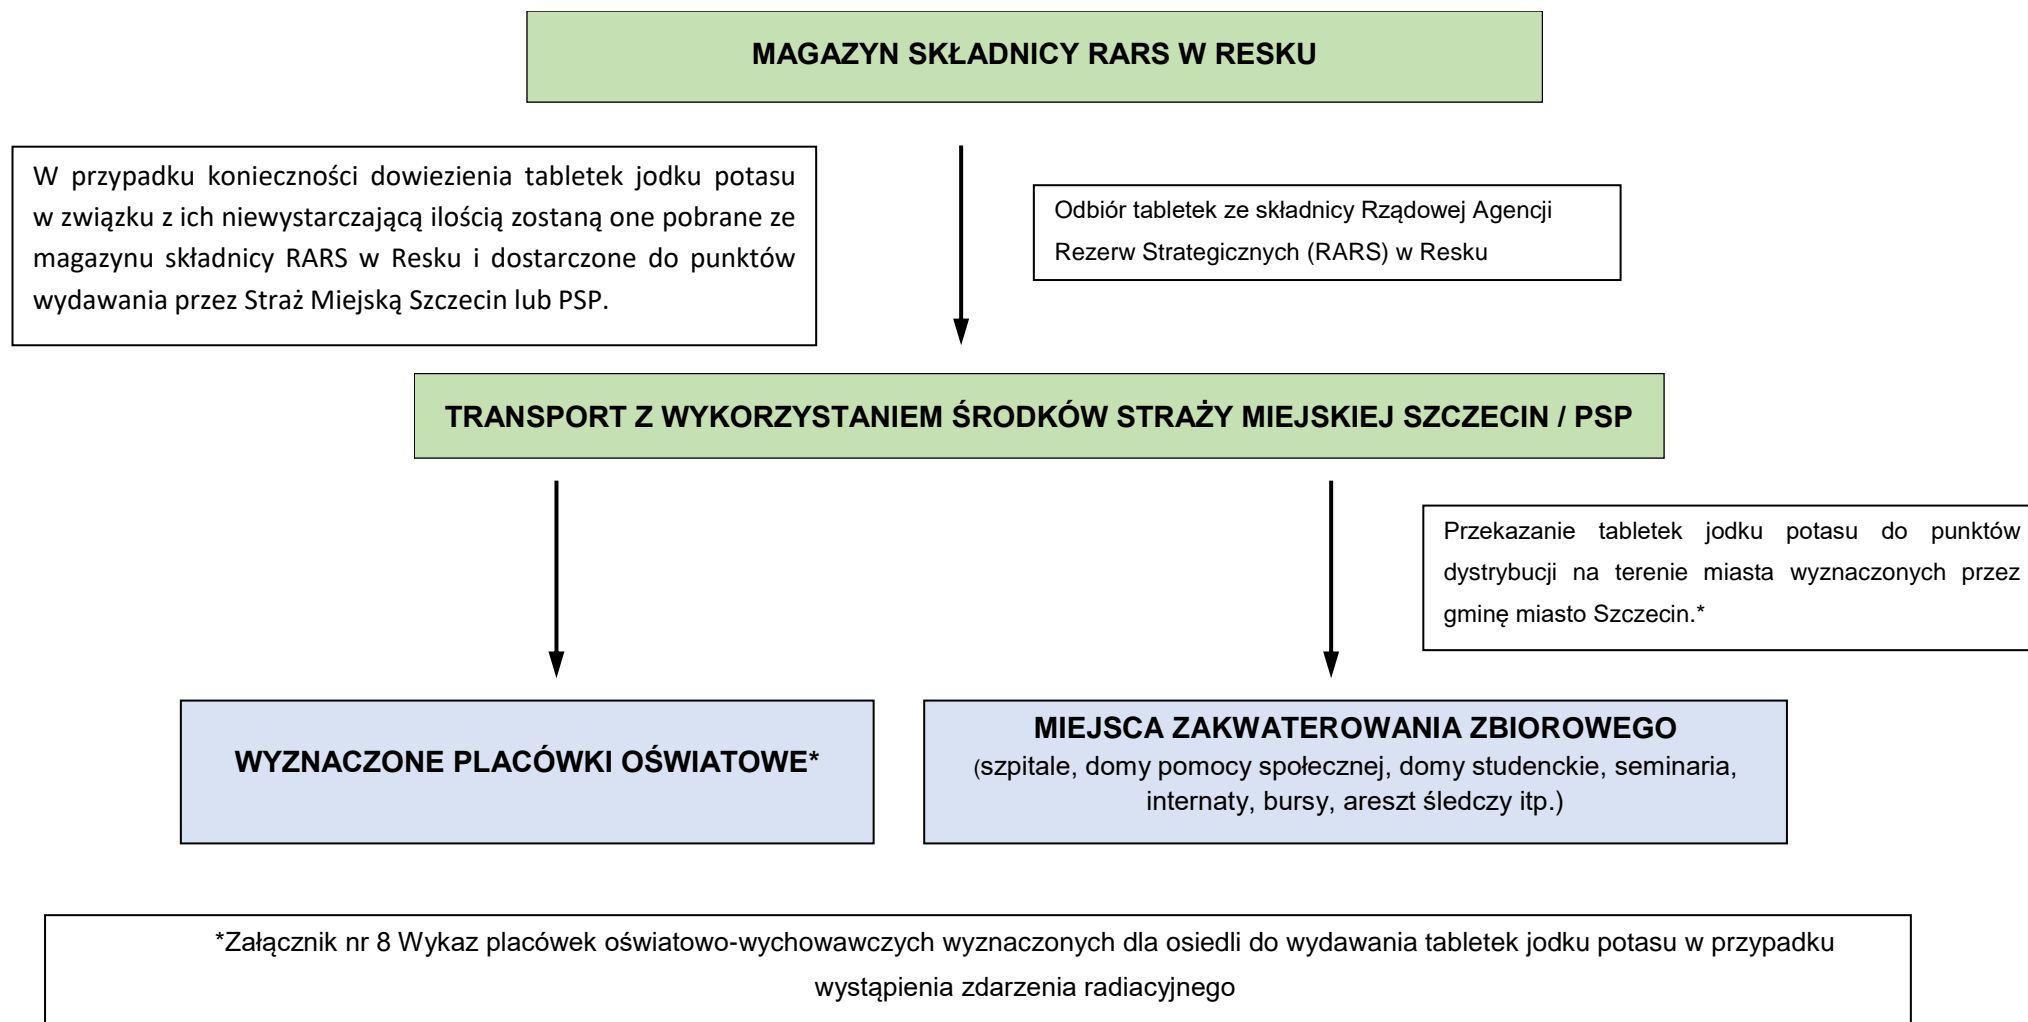 MAGAZYN SKŁADNICY RARS W RESKU
W przypadku konieczności dowiezienia tabletek jodku potasu
w związku z ich niewystarczającą ilością zostaną one pobrane ze
magazynu składnicy RARS w Resku i dostarczone do punktów
wydawania przez Straż Miejską Szczecin lub PSP.
Odbiór tabletek ze składnicy Rządowej Agencji
Rezerw Strategicznych (RARS) w Resku
TRANSPORT Z WYKORZYSTANIEM ŚRODKÓW STRAŻY MIEJSKIEJ SZCZECIN / PSP
Przekazanie tabletek jodku potasu do punktów
dystrybucji na terenie miasta wyznaczonych przez
gminę miasto Szczecin.*
WYZNACZONE PLACÓWKI OŚWIATOWE*
MIEJSCA ZAKWATEROWANIA ZBIOROWEGO
(szpitale, domy pomocy społecznej, domy studenckie, seminaria,
internaty, bursy, areszt śledczy itp.)
*Załącznik nr 8 Wykaz placówek oświatowo-wychowawczych wyznaczonych dla osiedli do wydawania tabletek jodku potasu w przypadku
wystąpienia zdarzenia radiacyjnego